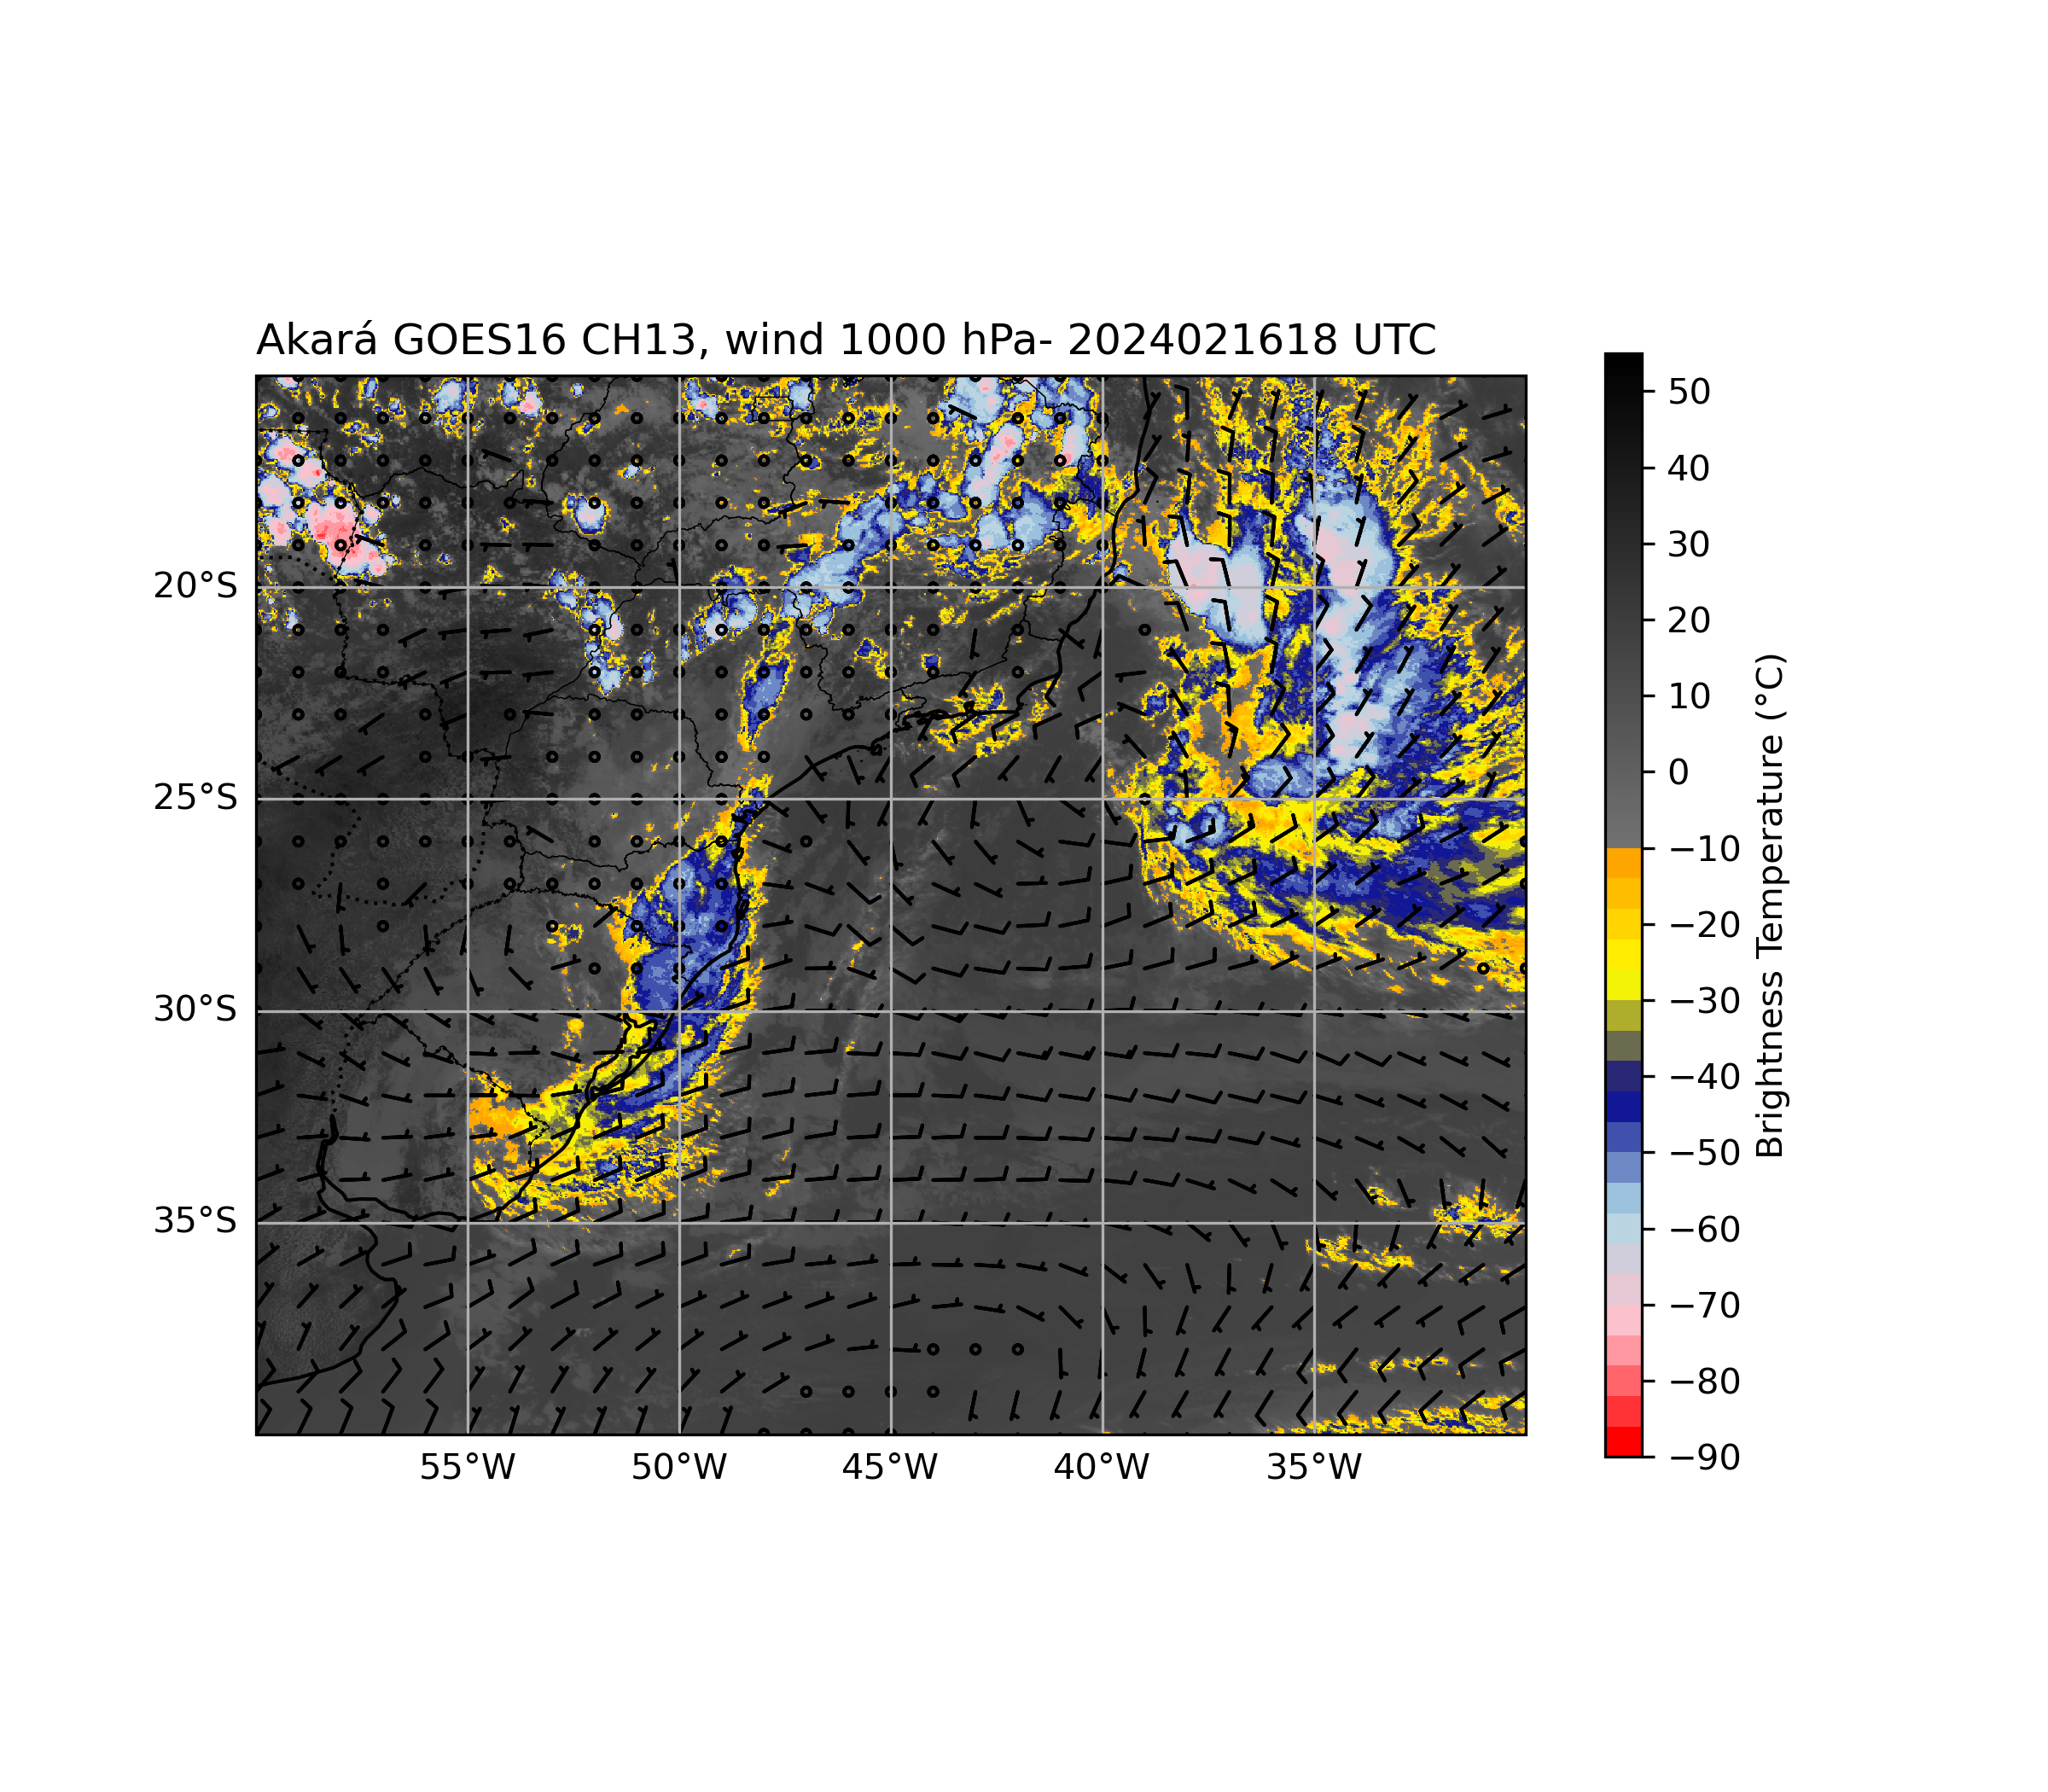 Akará GOES16 CH13, wind 1000 hPa- 2024021618 UTC
20°S
25°S
30°S
35°S
55°W
50°W
45°W
40°W
35°W
50
40
30
20
10
0
−10
−20
−30
−40
−50
−60
−70
−80
−90
Brightness Temperature (°C)